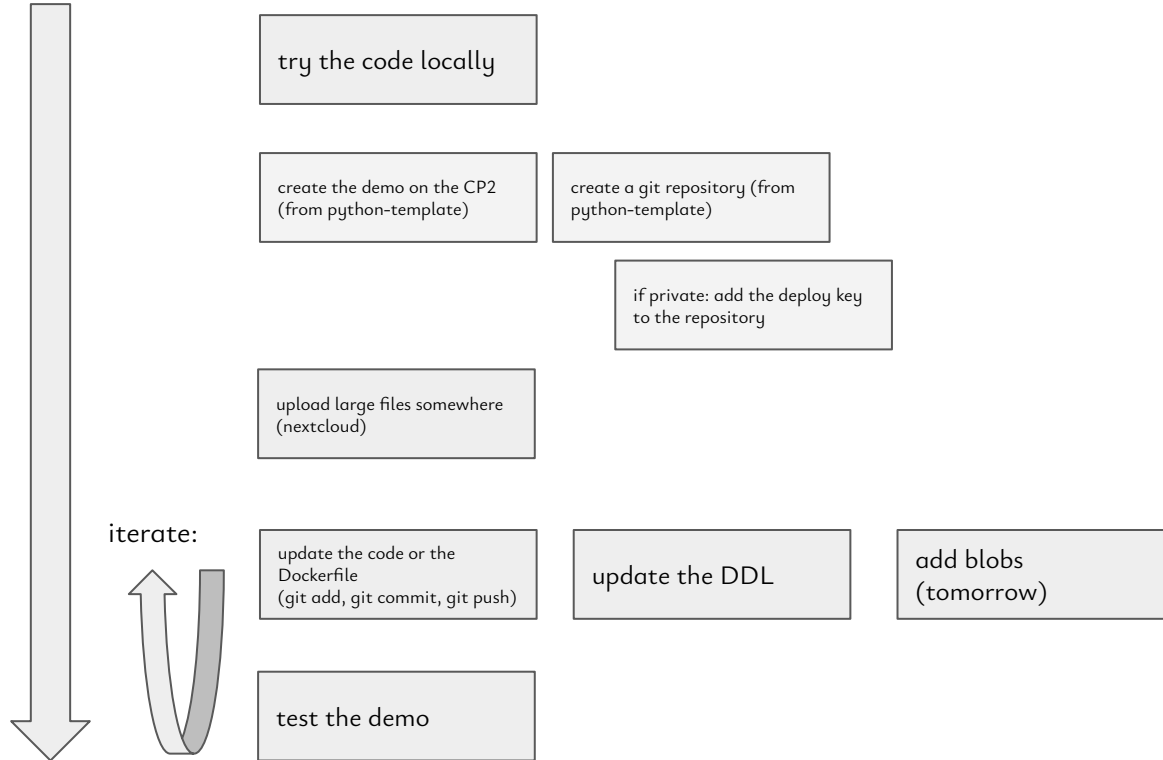 try the code locally
create the demo on the CP2
(from python-template)
create a git repository (from
python-template)
if private: add the deploy key
to the repository
upload large files somewhere
(nextcloud)
iterate:
update the code or the
Dockerfile
(git add, git commit, git push)
update the DDL
add blobs
(tomorrow)
test the demo